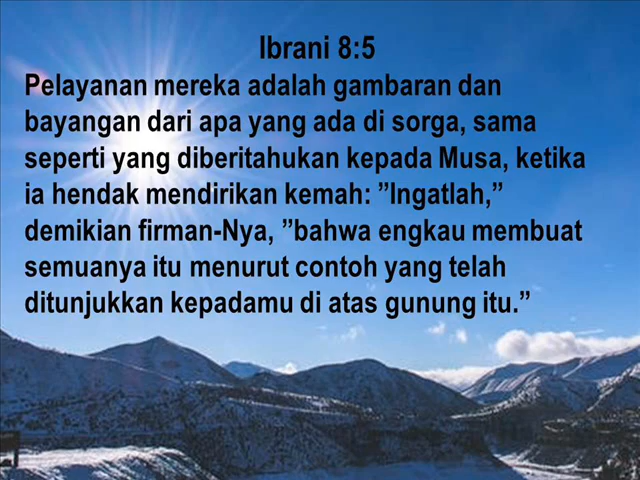 Ibrani 8:5
Pelayanan mereka adalah gambaran dan
bayangan dari apa yang ada di sorga, sama
seperti yang diberitahukan kepada Musa, ketika
ia hendak mendirikan kemah: ”Ingatlah,”
demikian firman-Nya, ”bahwa engkau membuat
semuanya itu menurut contoh yang telah
ditunjukkan kepadamu di atas gunung itu.”